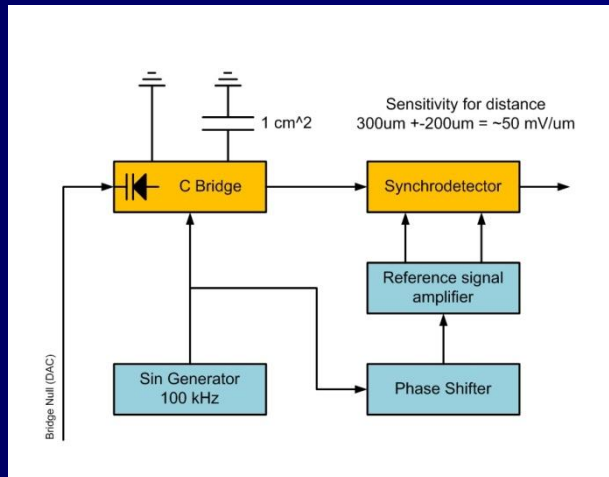 1 cm^2
Sensitivity for distance
300um +-200um = ~50 mV/um
C Bridge
Synchrodetector
Reference signal
amplifier
Sin Generator
100 kHz
Phase Shifter
Bridge Null (DAC)